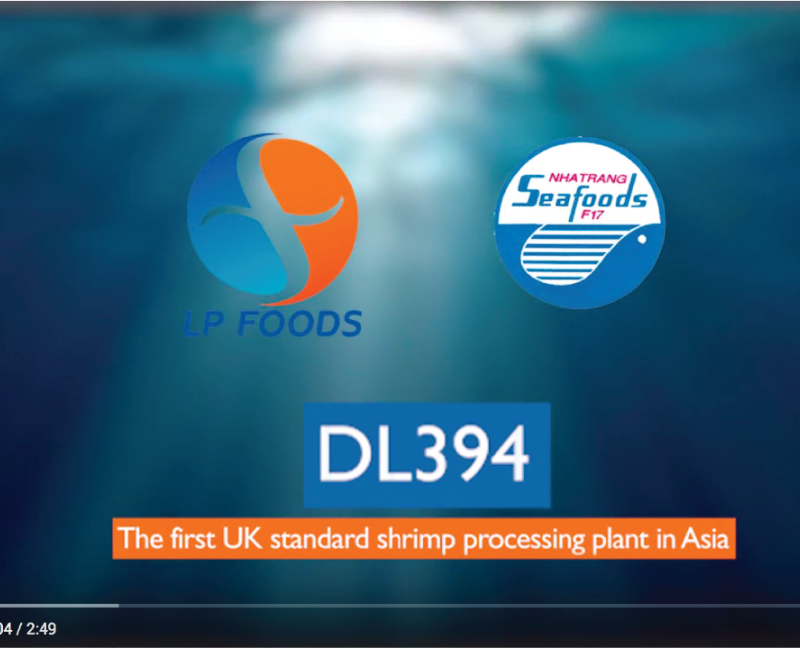 NHATRANG
Seafoods
F17
LP FOODS
DL394
The first UK standard shrimp processing plant in Asia
04 / 2:49